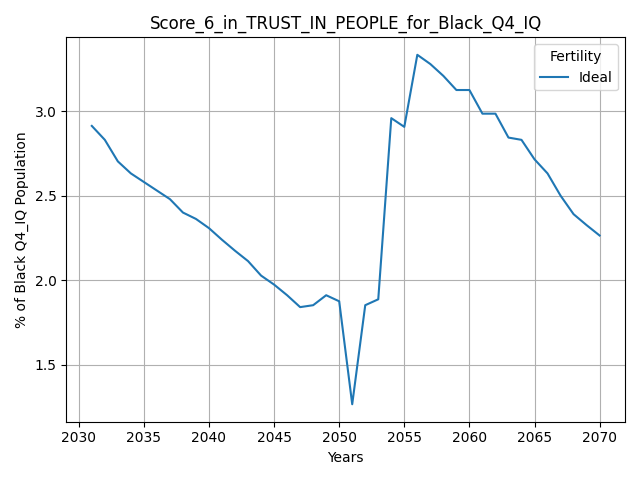 Score_6_in_TRUST_IN_PEOPLE_for_Black_Q4_IQ
Fertility
Ideal
% of Black Q4_IQ Population
3.0
2.5
2.0
1.5
2030 2035 2040 2045 2050 2055 2060 2065 2070
Years